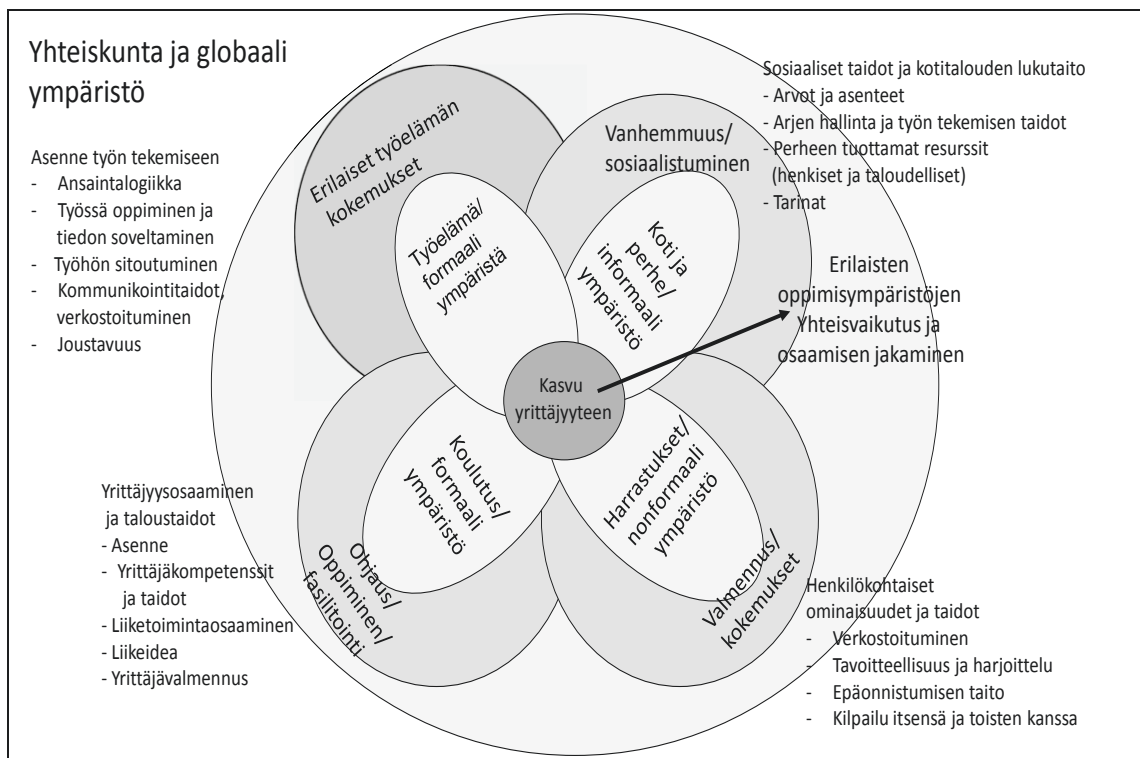 Yhteiskunta ja globaali
ympäristö
Asenne työn tekemiseen
- Ansaintalogiikka
- Työssä oppiminen ja
tiedon soveltaminen
- Työhön sitoutuminen
- Kommunikointitaidot,
verkostoituminen
- Joustavuus
Erilaiset työelämän
kokemukset
Työelämä/
formaali
ympäristä
Vanhemmuus/
sosiaalistuminen
Koti ja
perhe/
informaali
ympäristö
Sosiaaliset taidot ja kotitalouden lukutaito
- Arvot ja asenteet
- Arjen hallinta ja työn tekemisen taidot
- Perheen tuottamat resurssit
(henkiset ja taloudelliset)
- Tarinat
Erilaisten
oppimisympäristöjen
Yhteisvaikutus ja
osaamisen jakaminen
Kasvu
yrittäjyyteen
Koulutus/
formaali
ympäristö
Ohjaus/
Oppiminen/
fasilitointi
Harrastukset/
nonformaali
ympäristö
Valmennus/
kokemukset
Yrittäjyysosaaminen
ja taloustaidot
- Asenne
- Yrittäjäkompetenssit
ja taidot
- Liiketoimintaosaaminen
- Liikeidea
- Yrittäjävalmennus
Henkilökohtaiset
ominaisuudet ja taidot
- Verkostoituminen
- Tavoitteellisuus ja harjoittelu
- Epäonnistumisen taito
- Kilpailu itsensä ja toisten kanssa